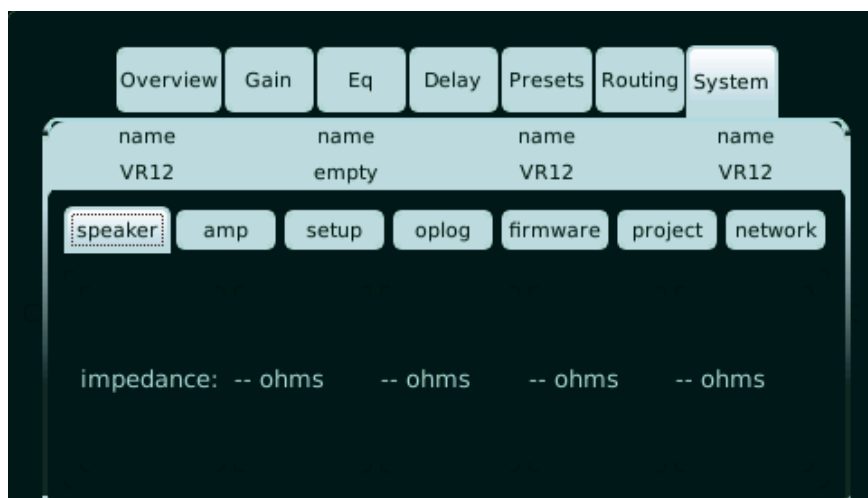 Overview Gain Eq Delay Presets Routing System
name name name name
VR12 empty VR12 VR12
speaker amp setup oplog firmware project network
impedance: -- ohms -- ohms -- ohms -- ohms